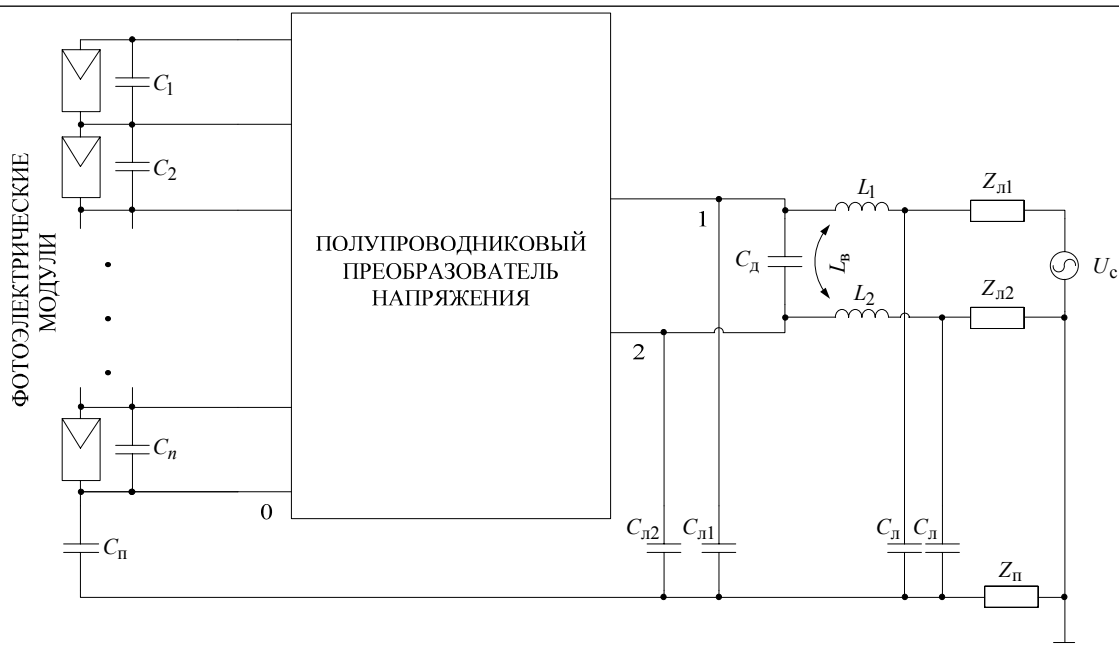 ФОТОЭЛЕКТРИЧЕСКИЕ
МОДУЛИ
C1
C2
Cn
Cп
0
ПОЛУПРОВОДНИКОВЫЙ
ПРЕОБРАЗОВАТЕЛЬ
НАПРЯЖЕНИЯ
1
2
Cд
L1
Lв
L2
Zл1
Zл2
Uс
Cл2
Cл1
Cл
Cл
Zп